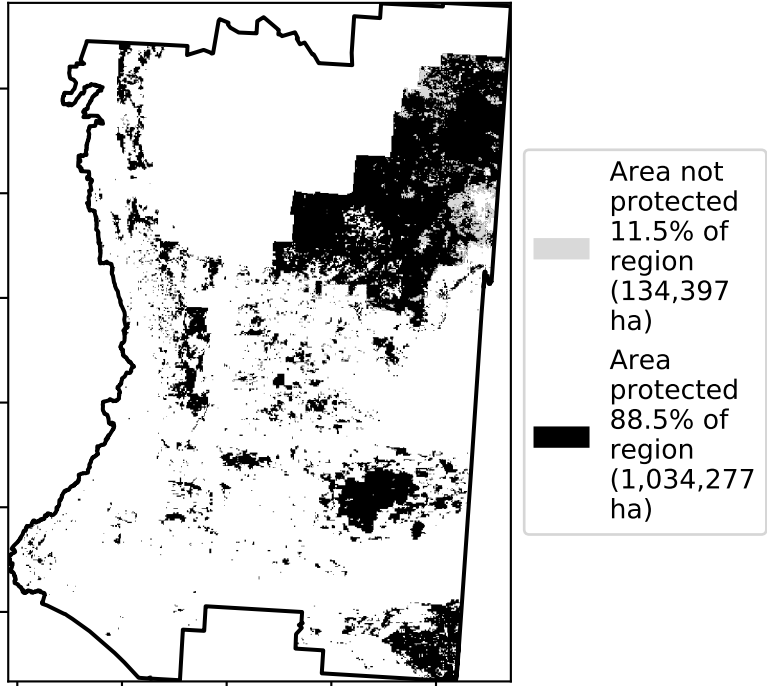 Area not
protected
11.5% of
region
(134,397
ha)
Area
protected
88.5% of
region
(1,034,277
ha)